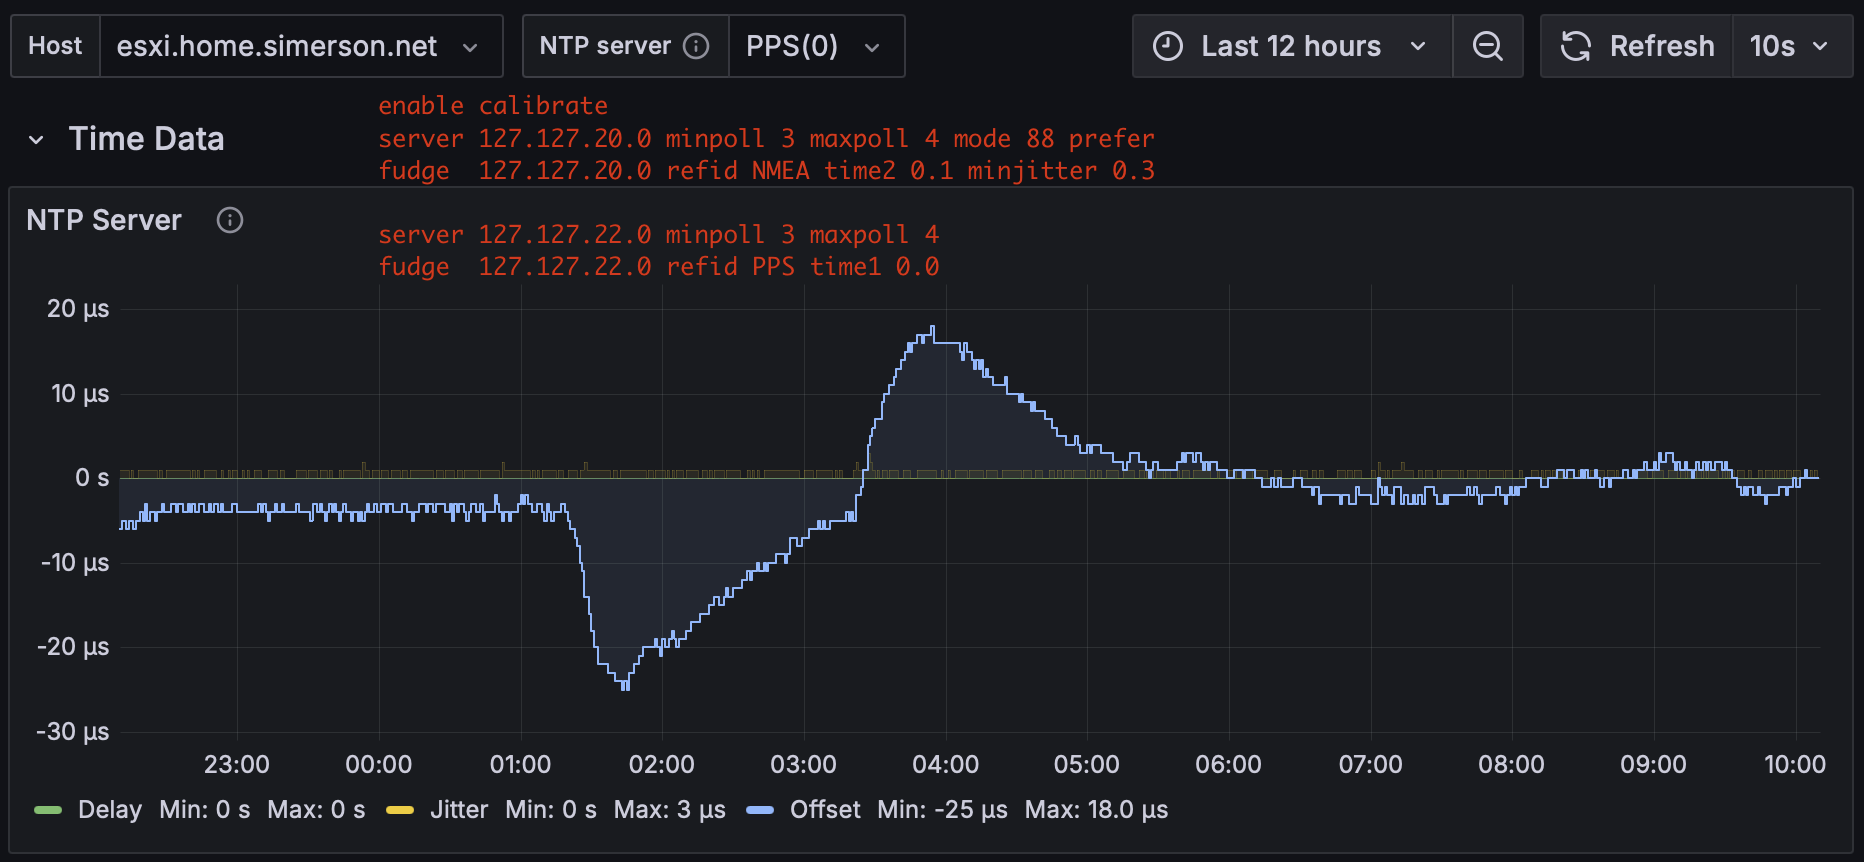 Host esxi.home.simerson.net NTP server PPS(0) Last 12 hours Refresh 10s
enable calibrate
Time Data
server 127.127.20.0 minpoll 3 maxpoll 4 mode 88 prefer
fudge  127.127.20.0 refid NMEA time2 0.1 minjitter 0.3
NTP Server
server 127.127.22.0 minpoll 3 maxpoll 4
fudge  127.127.22.0 refid PPS time1 0.0
20 µs
10 µs
0 s
-10 µs
-20 µs
-30 µs
23:00 00:00 01:00 02:00 03:00 04:00 05:00 06:00 07:00 08:00 09:00 10:00
Delay Min: 0 s Max: 0 s Jitter Min: 0 s Max: 3 µs Offset Min: -25 µs Max: 18.0 µs